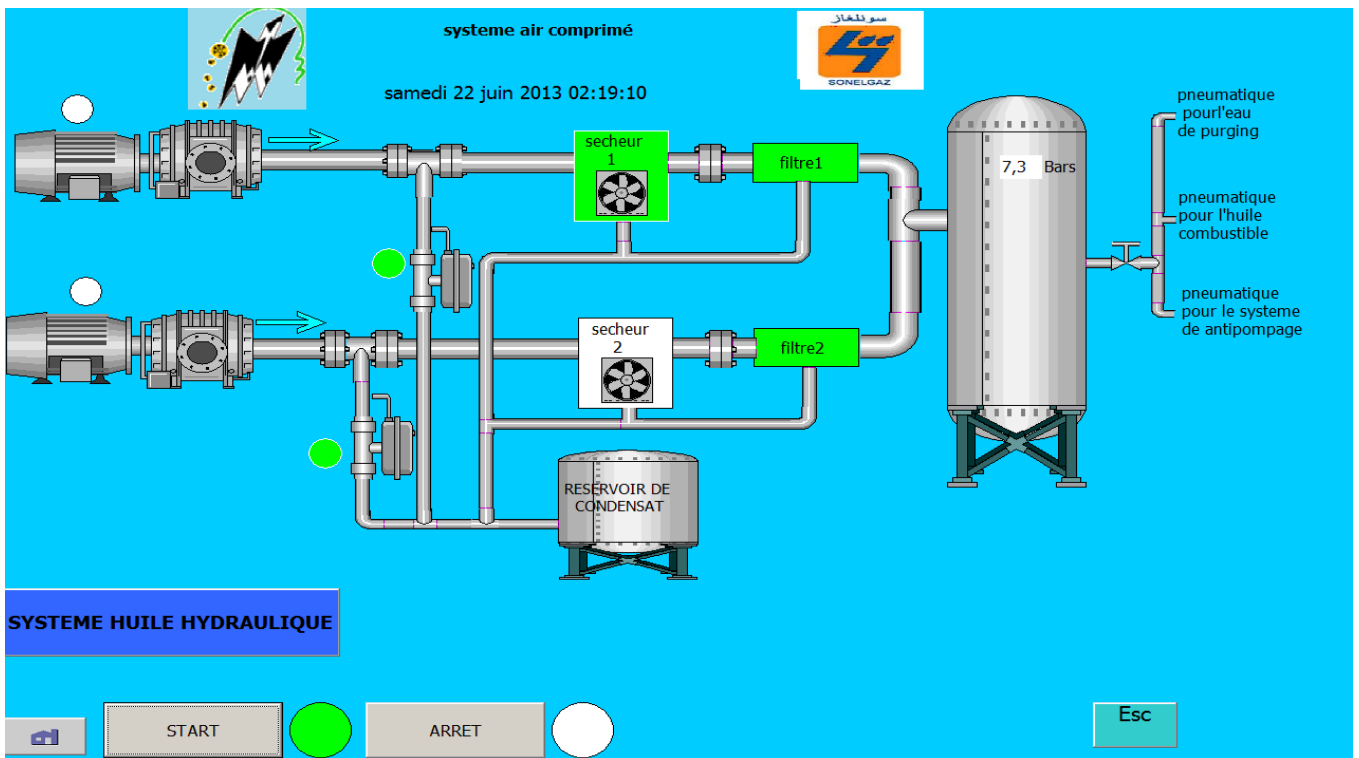 systeme air comprimé
سونلغاز
SONELGAZ
samedi 22 juin 2013 02:19:10
pneumatique
pourl'eau
de purging
secheur
1
filtre1
7,3 Bars
pneumatique
pour l'huile
combustible
pneumatique
pour le systeme
de antipompage
secheur
2
filtre2
RESERVOIR DE
CONDENSAT
SYSTEME HUILE HYDRAULIQUE
START
ARRET
Esc